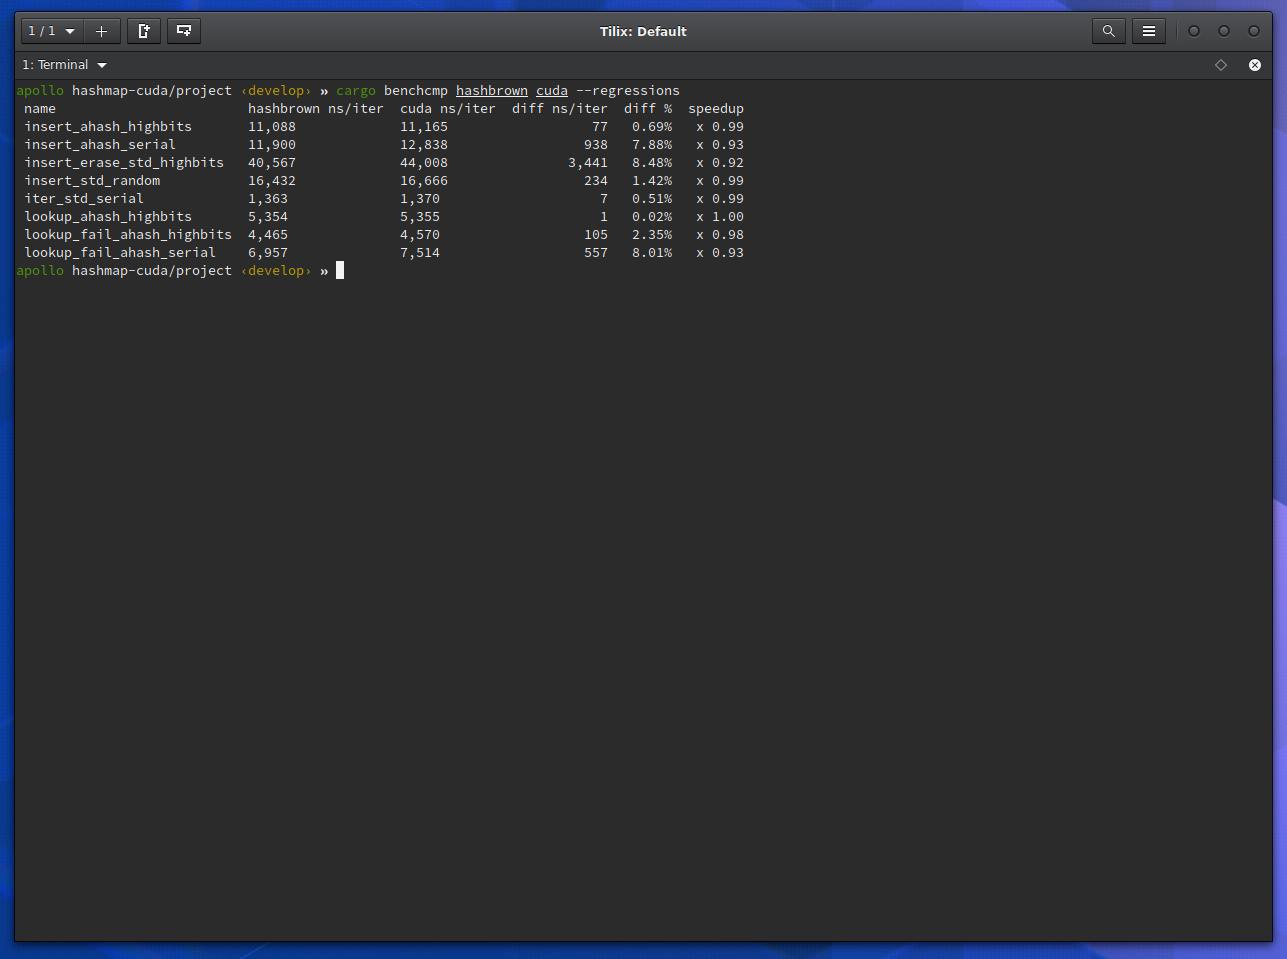 1 / 1
Tilix: Default
1: Terminal
apollo hashmap-cuda/project ‹develop› » cargo benchcmp hashbrown cuda --regressions
name hashbrown ns/iter cuda ns/iter diff ns/iter diff % speedup
insert_ahash_highbits 11,088 11,165 77 0.69% x 0.99
insert_ahash_serial 11,900 12,838 938 7.88% x 0.93
insert_erase_std_highbits 40,567 44,008 3,441 8.48% x 0.92
insert_std_random 16,432 16,666 234 1.42% x 0.99
iter_std_serial 1,363 1,370 7 0.51% x 0.99
lookup_ahash_highbits 5,354 5,355 1 0.02% x 1.00
lookup_fail_ahash_highbits 4,465 4,570 105 2.35% x 0.98
lookup_fail_ahash_serial 6,957 7,514 557 8.01% x 0.93
apollo hashmap-cuda/project ‹develop› »